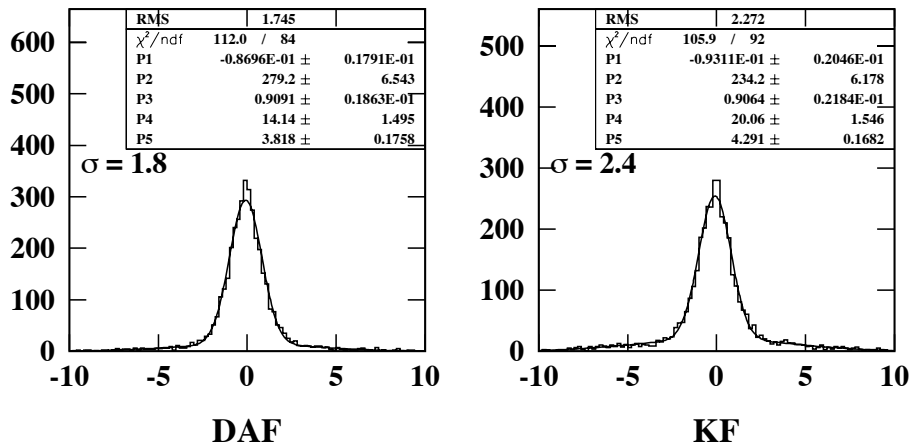 RMS 1.745
χ²/ndf 112.0 / 84
P1 -0.8696E-01 ± 0.1791E-01
P2 279.2 ± 6.543
P3 0.9091 ± 0.1863E-01
P4 14.14 ± 1.495
P5 3.818 ± 0.1758
σ = 1.8
600
500
400
300
200
100
0
-10 -5 0 5 10
DAF
RMS 2.272
χ²/ndf 105.9 / 92
P1 -0.9311E-01 ± 0.2046E-01
P2 234.2 ± 6.178
P3 0.9064 ± 0.2184E-01
P4 20.06 ± 1.546
P5 4.291 ± 0.1682
σ = 2.4
500
400
300
200
100
0
-10 -5 0 5 10
KF